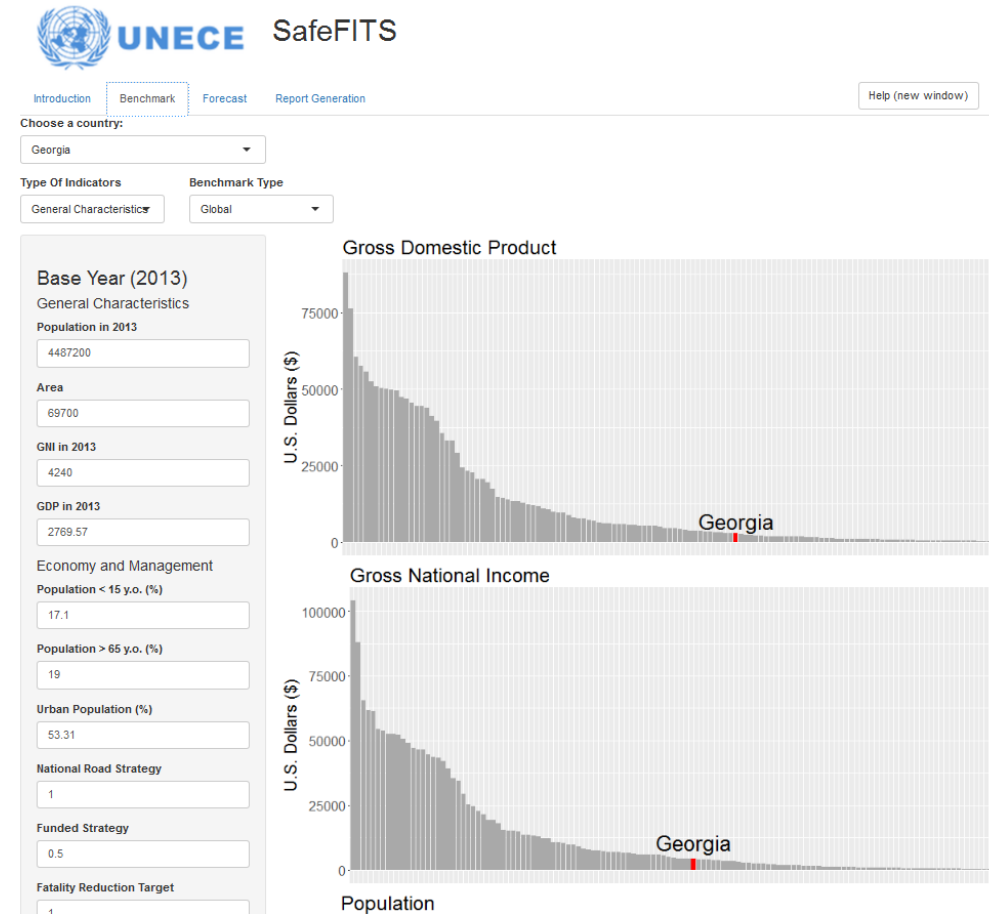 UNECE SafeFITS
Introduction Benchmark Forecast Report Generation Help (new window)
Choose a country:
Georgia
Type Of Indicators Benchmark Type
General Characteristics Global
Base Year (2013)
General Characteristics
Population in 2013
4487200
Area
69700
GNI in 2013
4240
GDP in 2013
2769.57
Economy and Management
Population < 15 y.o. (%)
17.1
Population > 65 y.o. (%)
19
Urban Population (%)
53.31
National Road Strategy
1
Funded Strategy
0.5
Fatality Reduction Target
1
Gross Domestic Product
U.S. Dollars ($)
75000
50000
25000
0
Georgia
Gross National Income
U.S. Dollars ($)
100000
75000
50000
25000
0
Georgia
Population